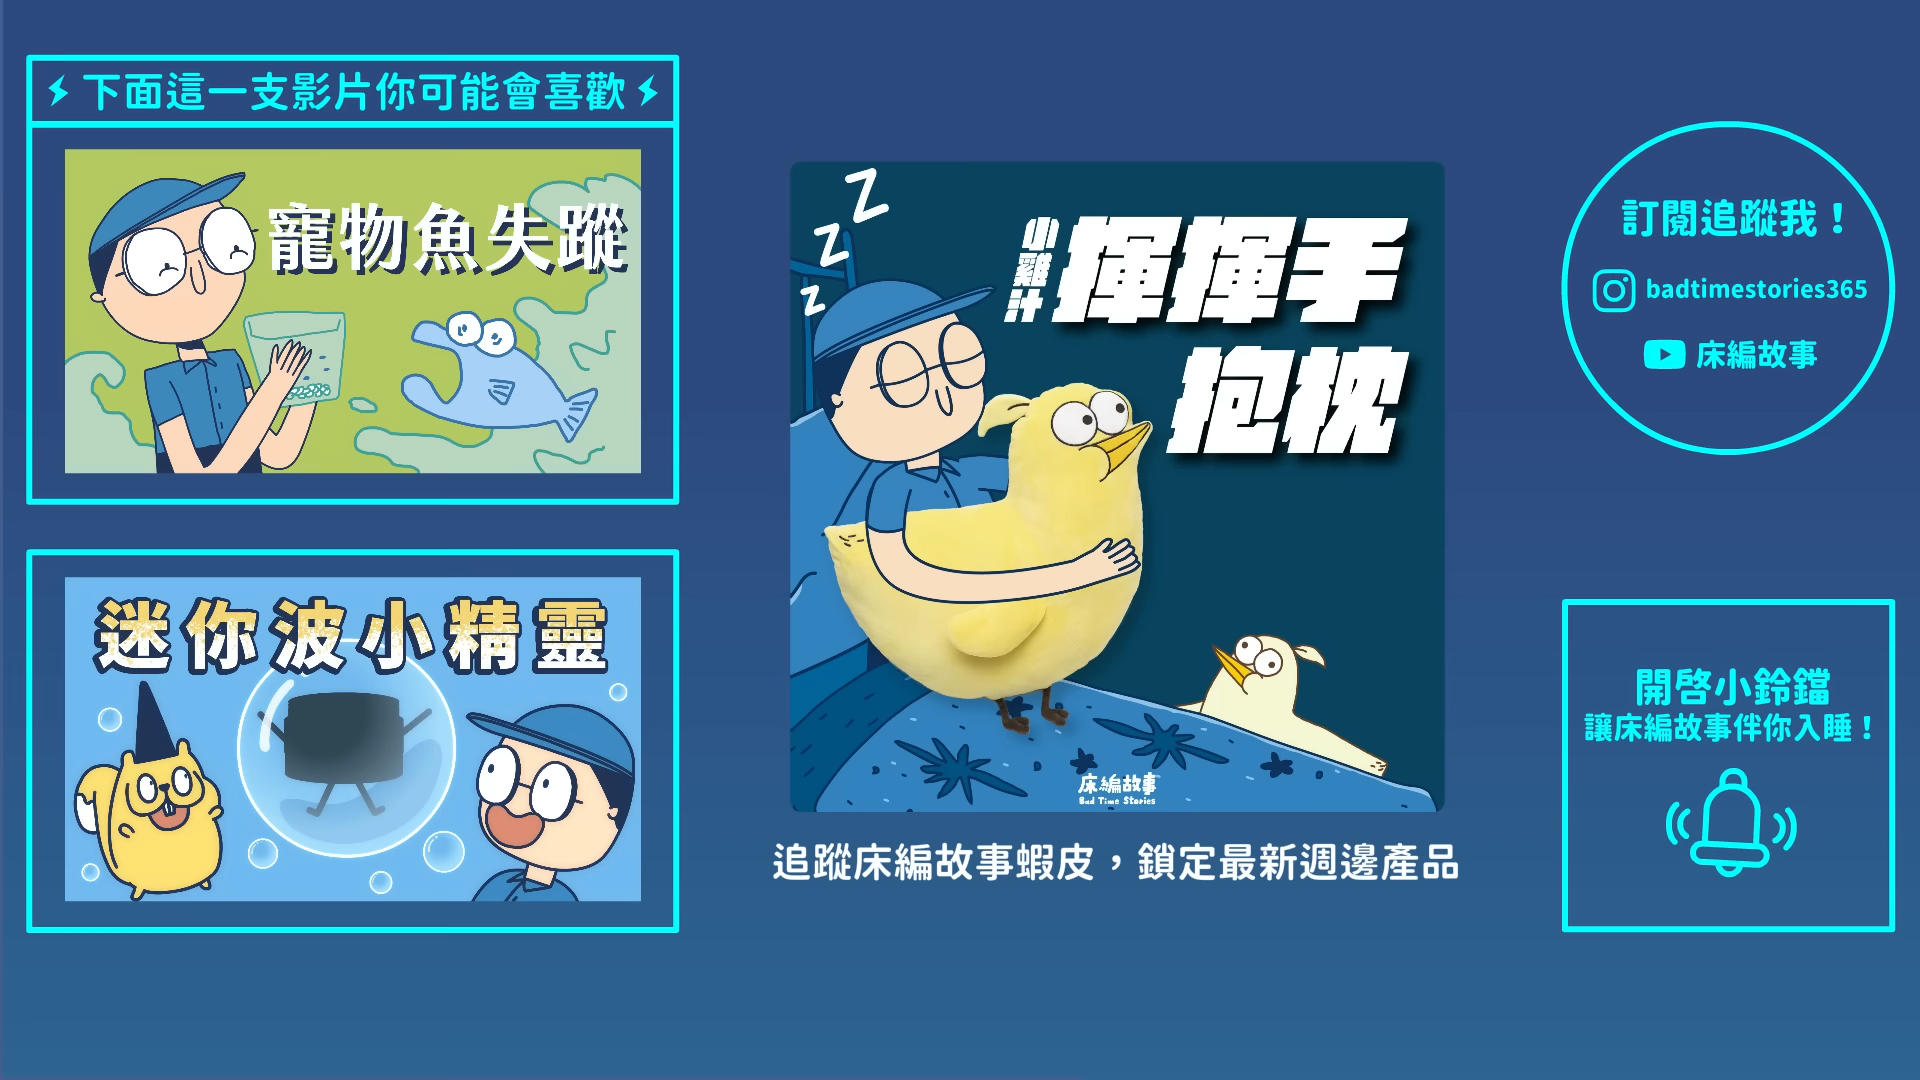 下面這一支影片你可能會喜歡
寵物魚失蹤
迷你波小精靈
Z
Z
Z
小雞汁
揮揮手
抱枕
床編故事
Bad Time Stories
追蹤床編故事蝦皮，鎖定最新週邊產品
訂閱追蹤我！
badtimestories365
床編故事
開啓小鈴鐺
讓床編故事伴你入睡！